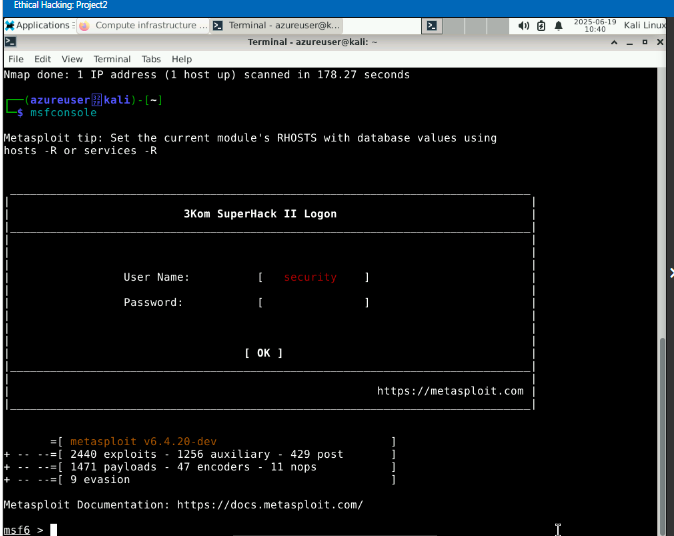 Ethical Hacking: Project2
Applications Compute infrastructure ... Terminal - azureuser@k... 2025-06-19 10:40 Kali Linux
Terminal - azureuser@kali: ~
File Edit View Terminal Tabs Help
Nmap done: 1 IP address (1 host up) scanned in 178.27 seconds
(azureuser kali)-[~]
$ msfconsole
Metasploit tip: Set the current module's RHOSTS with database values using
hosts -R or services -R
3Kom SuperHack II Logon
User Name: [ security ]
Password: [ ]
[ OK ]
https://metasploit.com
=[ metasploit v6.4.20-dev ]
+ -- --=[ 2440 exploits - 1256 auxiliary - 429 post ]
+ -- --=[ 1471 payloads - 47 encoders - 11 nops ]
+ -- --=[ 9 evasion ]
Metasploit Documentation: https://docs.metasploit.com/
msf6 >